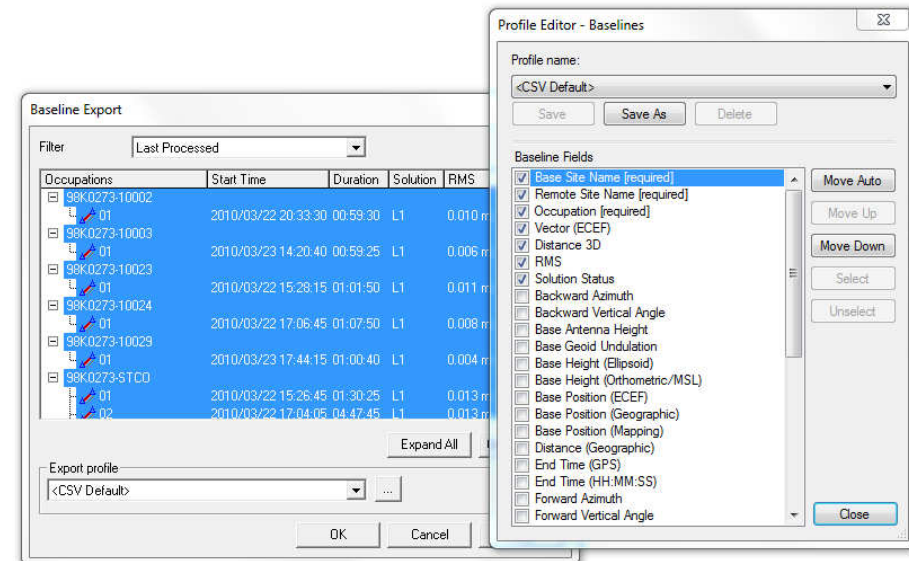 Baseline Export
Filter
Last Processed
Occupations Start Time Duration Solution RMS
98K0273-10002
01 2010/03/22 20:33:30 00:59:30 L1 0.010 m
98K0273-10003
01 2010/03/23 14:20:40 00:59:25 L1 0.006 m
98K0273-10023
01 2010/03/22 15:28:15 01:01:50 L1 0.011 m
98K0273-10024
01 2010/03/22 17:06:45 01:07:50 L1 0.008 m
98K0273-10029
01 2010/03/23 17:44:15 01:00:40 L1 0.004 m
98K0273-STCO
01 2010/03/22 15:26:45 01:30:25 L1 0.013 m
02 2010/03/22 17:04:05 04:47:45 L1 0.013 m
Expand All
Export profile
<CSV Default>
...
OK Cancel
Profile Editor - Baselines
Profile name:
<CSV Default>
Save Save As Delete
Baseline Fields
Base Site Name [required]
Remote Site Name [required]
Occupation [required]
Vector (ECEF)
Distance 3D
RMS
Solution Status
Backward Azimuth
Backward Vertical Angle
Base Antenna Height
Base Geoid Undulation
Base Height (Ellipsoid)
Base Height (Orthometric/MSL)
Base Position (ECEF)
Base Position (Geographic)
Base Position (Mapping)
Distance (Geographic)
End Time (GPS)
End Time (HH:MM:SS)
Forward Azimuth
Forward Vertical Angle
Move Auto
Move Up
Move Down
Select
Unselect
Close